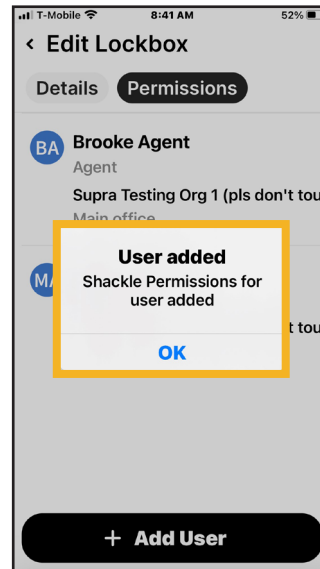 T-Mobile 8:41 AM 52%
‹ Edit Lockbox
Details Permissions
BA Brooke Agent
Agent
Supra Testing Org 1 (pls don't tou
Main office
User added
Shackle Permissions for
user added
t tou
OK
+ Add User